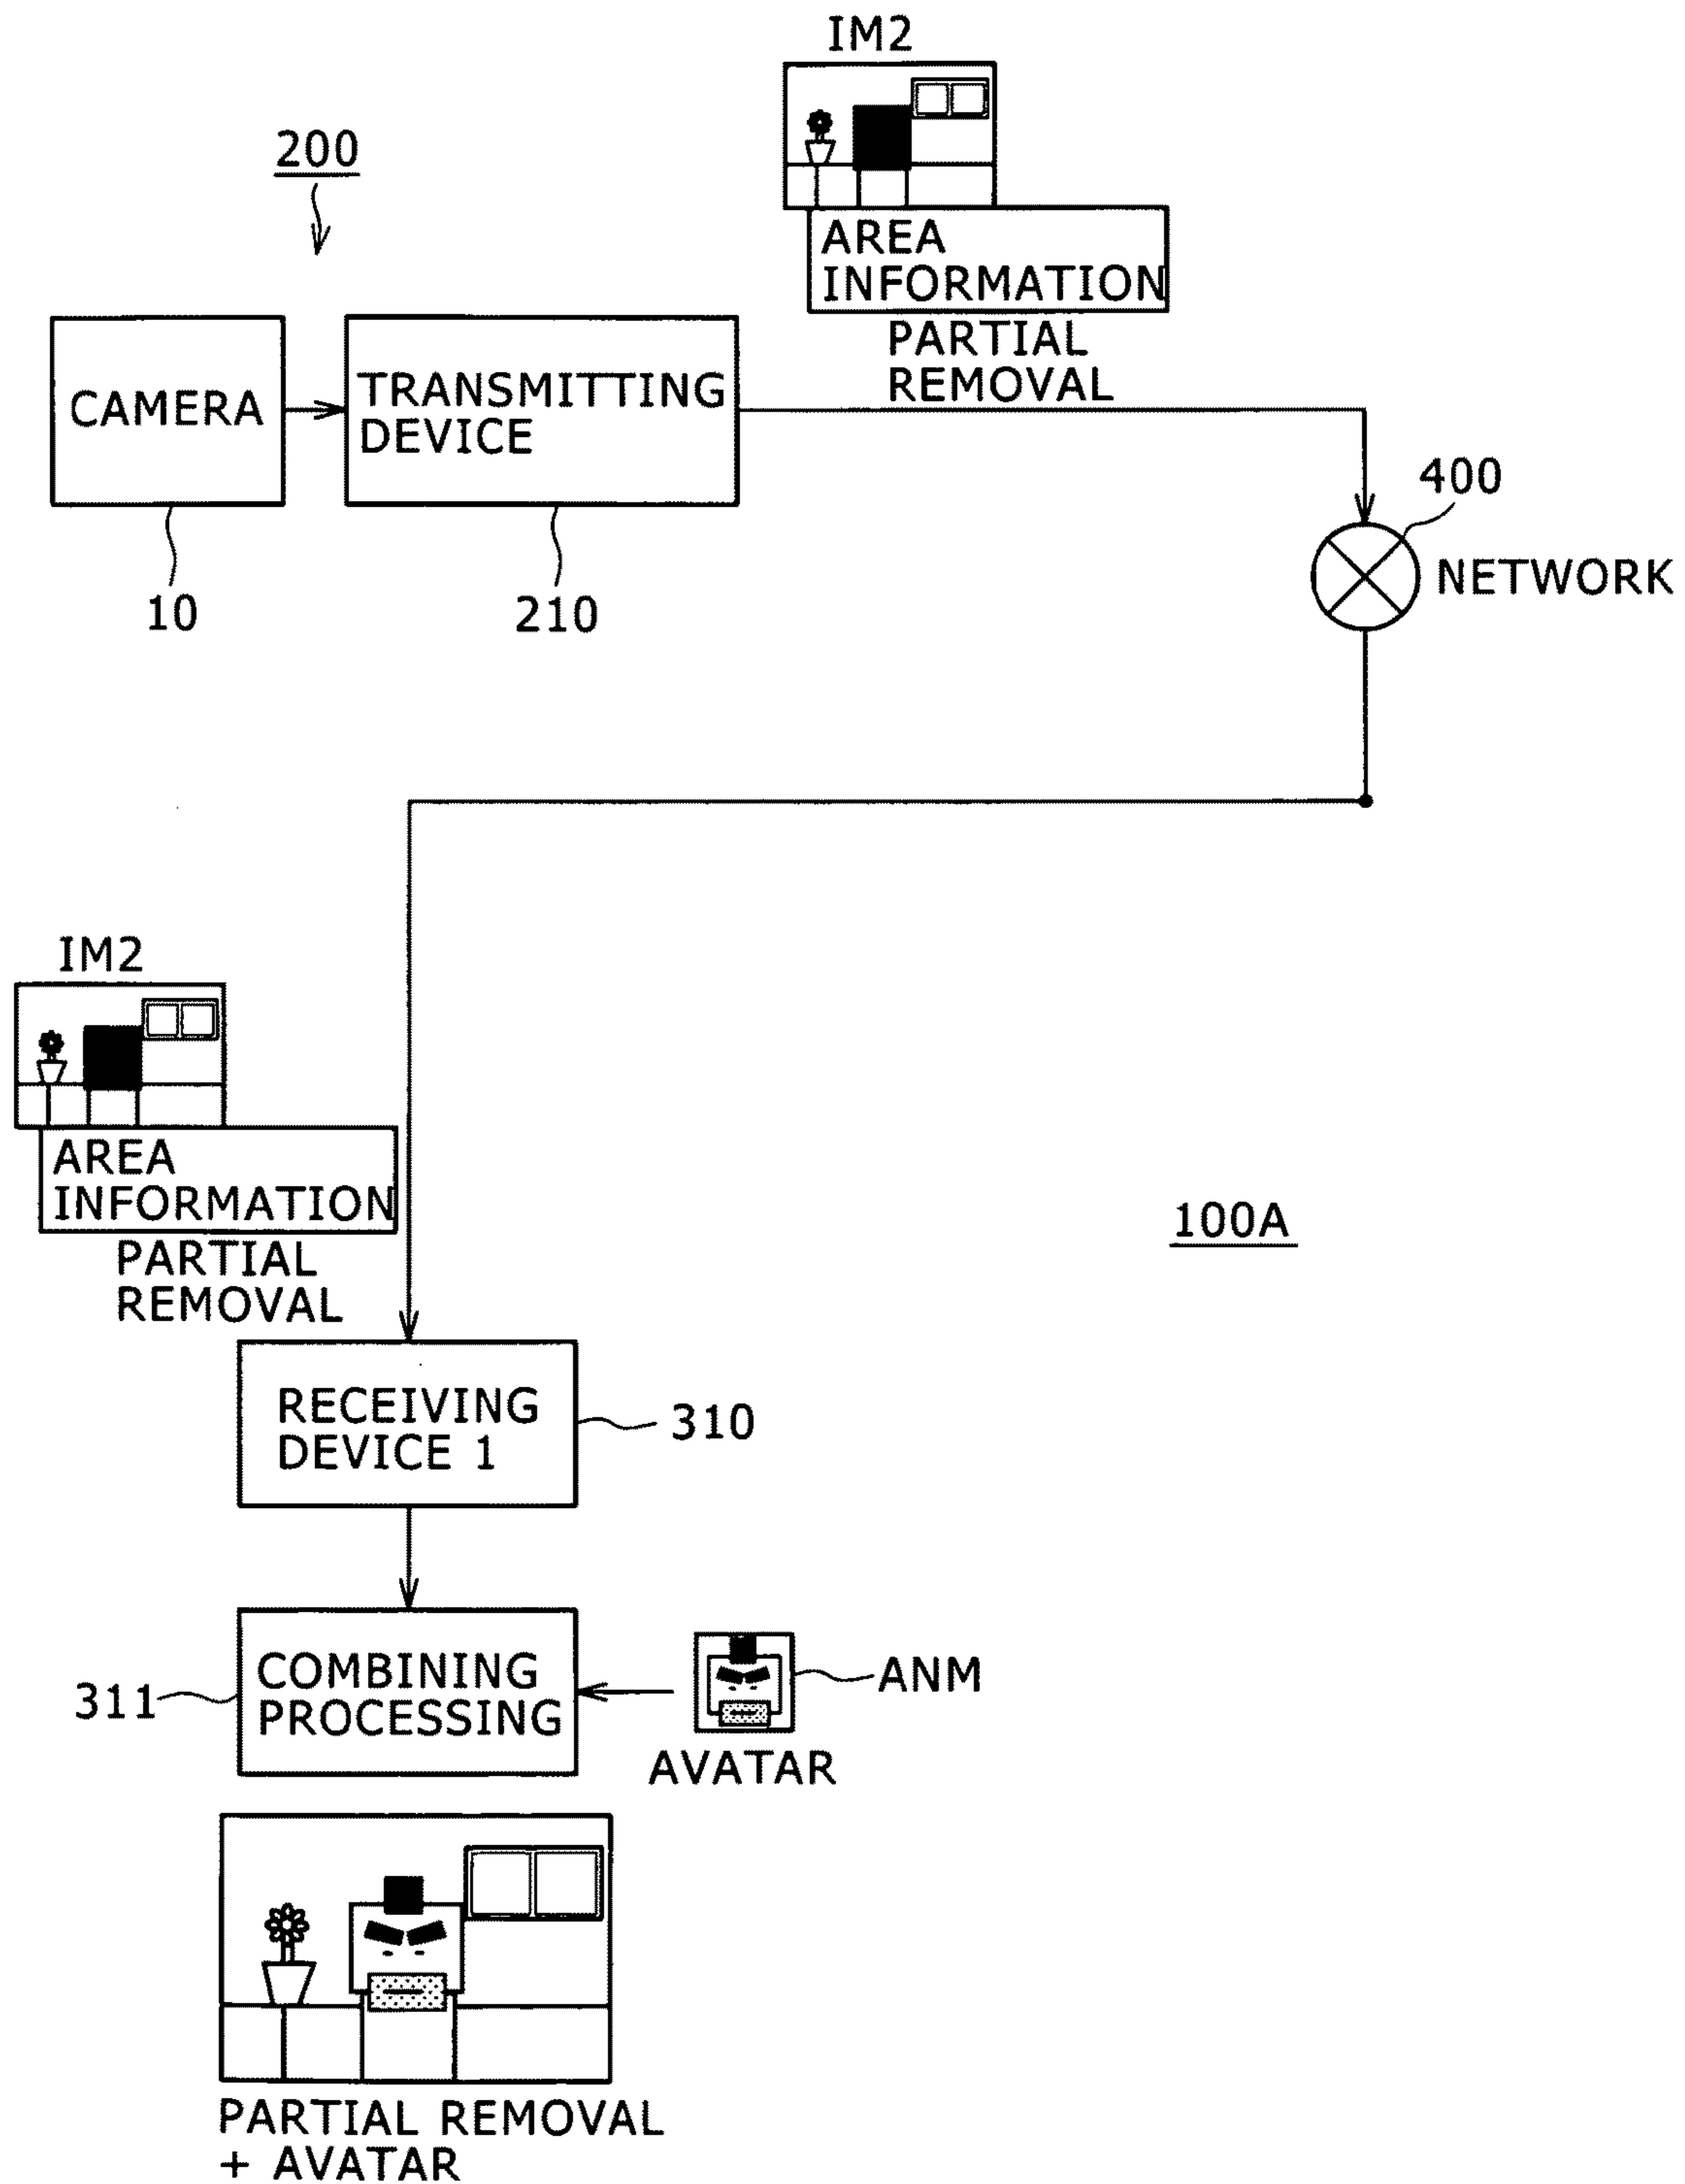 IM2
200
AREA
INFORMATION
PARTIAL
REMOVAL
CAMERA
TRANSMITTING
DEVICE
10
210
400
NETWORK
IM2
AREA
INFORMATION
PARTIAL
REMOVAL
100A
RECEIVING
DEVICE 1
310
COMBINING
PROCESSING
311
ANM
AVATAR
PARTIAL REMOVAL
+ AVATAR